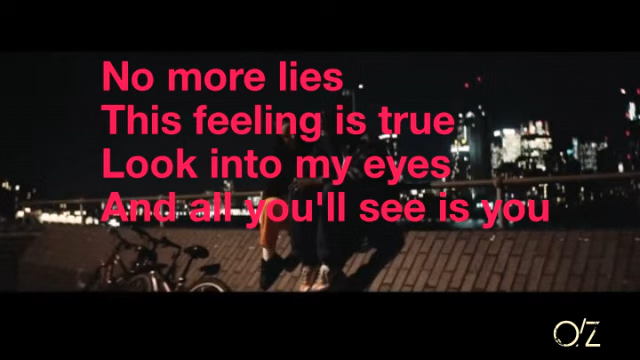 No more lies
This feeling is true
Look into my eyes
And all you'll see is you
O'Z